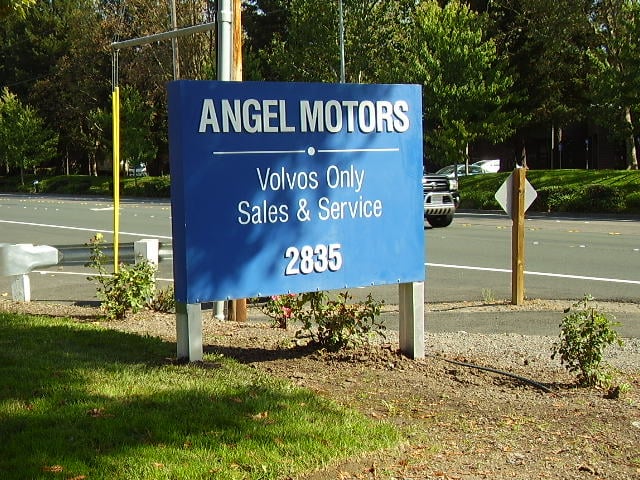 ANGEL MOTORS
Volvos Only
Sales & Service
2835